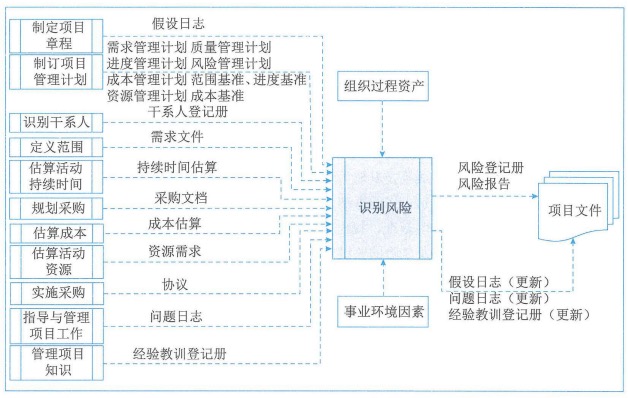 制定项目
章程
假设日志
制订项目
管理计划
需求管理计划 质量管理计划
进度管理计划 风险管理计划
成本管理计划 范围基准、进度基准
资源管理计划 成本基准
识别干系人
干系人登记册
定义范围
需求文件
估算活动
持续时间
持续时间估算
规划采购
采购文档
估算成本
成本估算
估算活动
资源
资源需求
实施采购
协议
指导与管理
项目工作
问题日志
管理项目
知识
经验教训登记册
组织过程资产
识别风险
事业环境因素
风险登记册
风险报告
项目文件
假设日志（更新）
问题日志（更新）
经验教训登记册（更新）